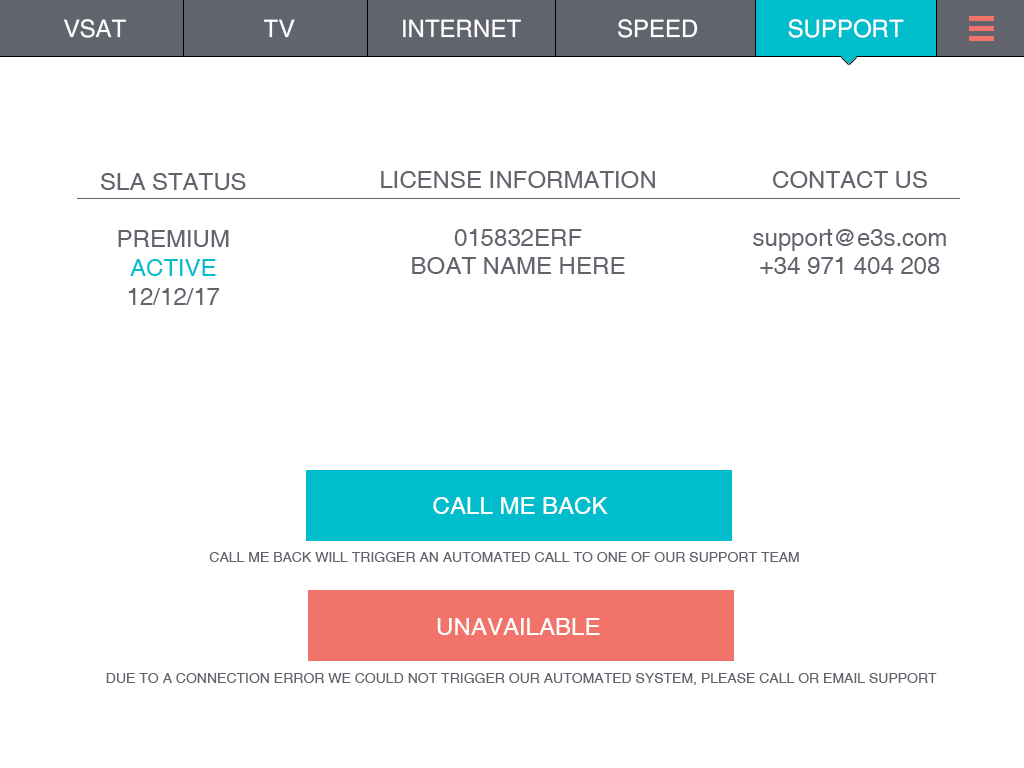 VSAT
TV
INTERNET
SPEED
SUPPORT
SLA STATUS
LICENSE INFORMATION
CONTACT US
PREMIUM
ACTIVE
12/12/17
015832ERF
BOAT NAME HERE
support@e3s.com
+34 971 404 208
CALL ME BACK
CALL ME BACK WILL TRIGGER AN AUTOMATED CALL TO ONE OF OUR SUPPORT TEAM
UNAVAILABLE
DUE TO A CONNECTION ERROR WE COULD NOT TRIGGER OUR AUTOMATED SYSTEM, PLEASE CALL OR EMAIL SUPPORT